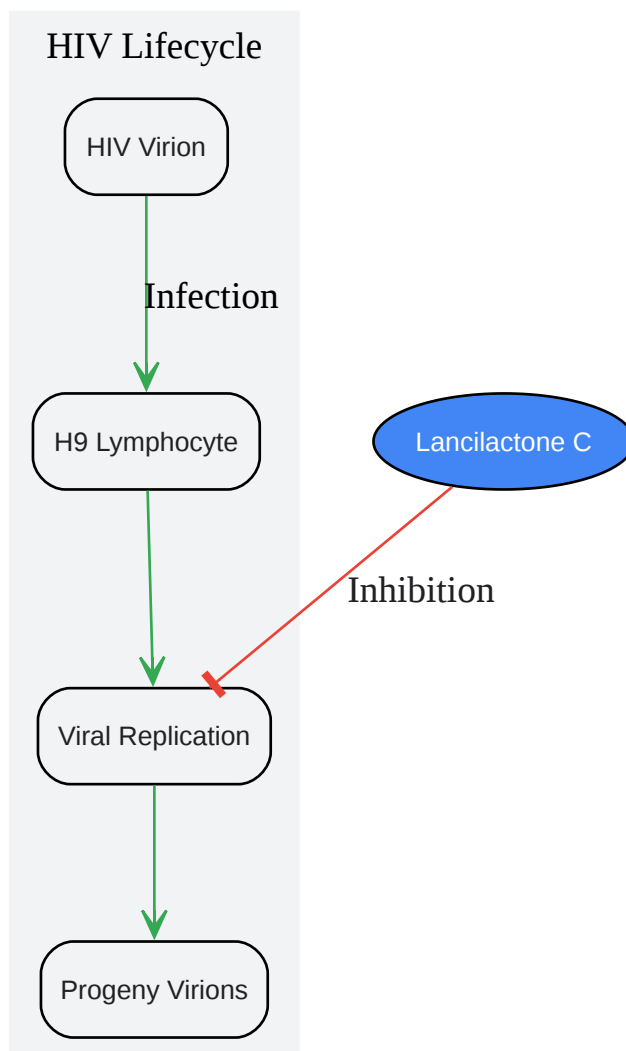 HIV Lifecycle
HIV Virion
Infection
H9 Lymphocyte
Lancilactone C
Inhibition
Viral Replication
Progeny Virions